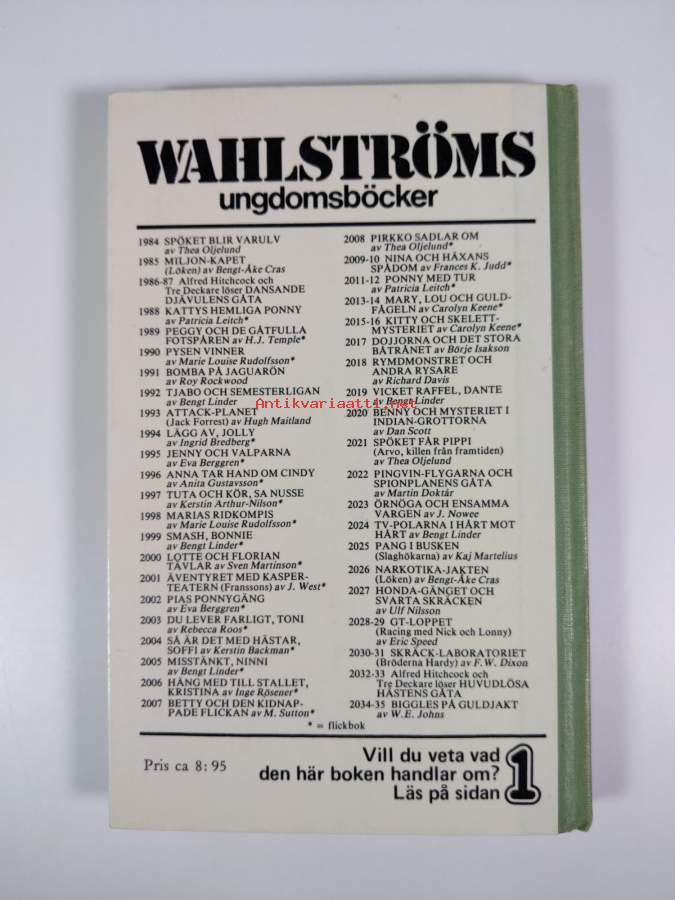 WAHLSTRÖMS
ungdomsböcker
1984 SPÖKET BLIR VARULV
av Thea Oljelund
1985 MILJON-KAPET
(Löken) av Bengt-Åke Cras
1986-87 Alfred Hitchcock och
Tre Deckare löser DANSANDE
DJÄVULENS GÅTA
1988 KATTYS HEMLIGA PONNY
av Patricia Leitch*
1989 PEGGY OCH DE GÅTFULLA
FOTSPÅREN av H.J. Temple*
1990 PYSEN VINNER
av Marie Louise Rudolfsson*
1991 BOMBA PÅ JAGUARÖN
av Roy Rockwood
1992 TJABO OCH SEMESTERLIGAN
av Bengt Linder
1993 ATTACK-PLANET
(Jack Forrest) av Hugh Maitland
1994 LÄGG AV, JOLLY
av Ingrid Bredberg*
1995 JENNY OCH VALPARNA
av Eva Berggren*
1996 ANNA TAR HAND OM CINDY
av Anita Gustavsson*
1997 TUTA OCH KÖR, SA NUSSE
av Kerstin Arthur-Nilson*
1998 MARIAS RIDKOMPIS
av Marie Louise Rudolfsson*
1999 SMASH, BONNIE
av Bengt Linder*
2000 LOTTE OCH FLORIAN
TÄVLAR av Sven Martinson*
2001 ÄVENTYRET MED KASPER-
TEATERN (Franssons) av J. West*
2002 PIAS PONNYGÄNG
av Eva Berggren*
2003 DU LEVER FARLIGT, TONI
av Rebecca Roos*
2004 SÅ ÄR DET MED HÄSTAR,
SOFFI av Kerstin Backman*
2005 MISSTÄNKT, NINNI
av Bengt Linder*
2006 HÄNG MED TILL STALLET,
KRISTINA av Inge Rösener*
2007 BETTY OCH DEN KIDNAP-
PADE FLICKAN av M. Sutton*
2008 PIRKKO SADLAR OM
av Thea Oljelund*
2009-10 NINA OCH HÄXANS
SPÅDOM av Frances K. Judd*
2011-12 PONNY MED TUR
av Patricia Leitch*
2013-14 MARY, LOU OCH GULD-
FÅGELN av Carolyn Keene*
2015-16 KITTY OCH SKELETT-
MYSTERIET av Carolyn Keene*
2017 DOJJORNA OCH DET STORA
BÅTRÅNET av Börje Isakson
2018 RYMDMONSTRET OCH
ANDRA RYSARE
av Richard Davis
2019 VICKET RAFFEL, DANTE
av Bengt Linder
2020 BENNY OCH MYSTERIET I
INDIAN-GROTTORNA
av Dan Scott
2021 SPÖKET FÅR PIPPI
(Arvo, killen från framtiden)
av Thea Oljelund
2022 PINGVIN-FLYGARNA OCH
SPIONPLANENS GÅTA
av Martin Doktár
2023 ÖRNÖGA OCH ENSAMMA
VARGEN av J. Nowee
2024 TV-POLARNA I HÅRT MOT
HÅRT av Bengt Linder
2025 PANG I BUSKEN
(Slaghökarna) av Kaj Martelius
2026 NARKOTIKA-JAKTEN
(Löken) av Bengt-Åke Cras
2027 HONDA-GÄNGET OCH
SVARTA SKRÄCKEN
av Ulf Nilsson
2028-29 GT-LOPPET
(Racing med Nick och Lonny)
av Eric Speed
2030-31 SKRÄCK-LABORATORIET
(Bröderna Hardy) av F.W. Dixon
2032-33 Alfred Hitchcock och
Tre Deckare löser HUVUDLÖSA
HÄSTENS GÅTA
2034-35 BIGGLES PÅ GULDJAKT
av W.E. Johns
* = flickbok
Pris ca 8:95
Vill du veta vad
den här boken handlar om?
Läs på sidan 1
Antikvariaatti.net